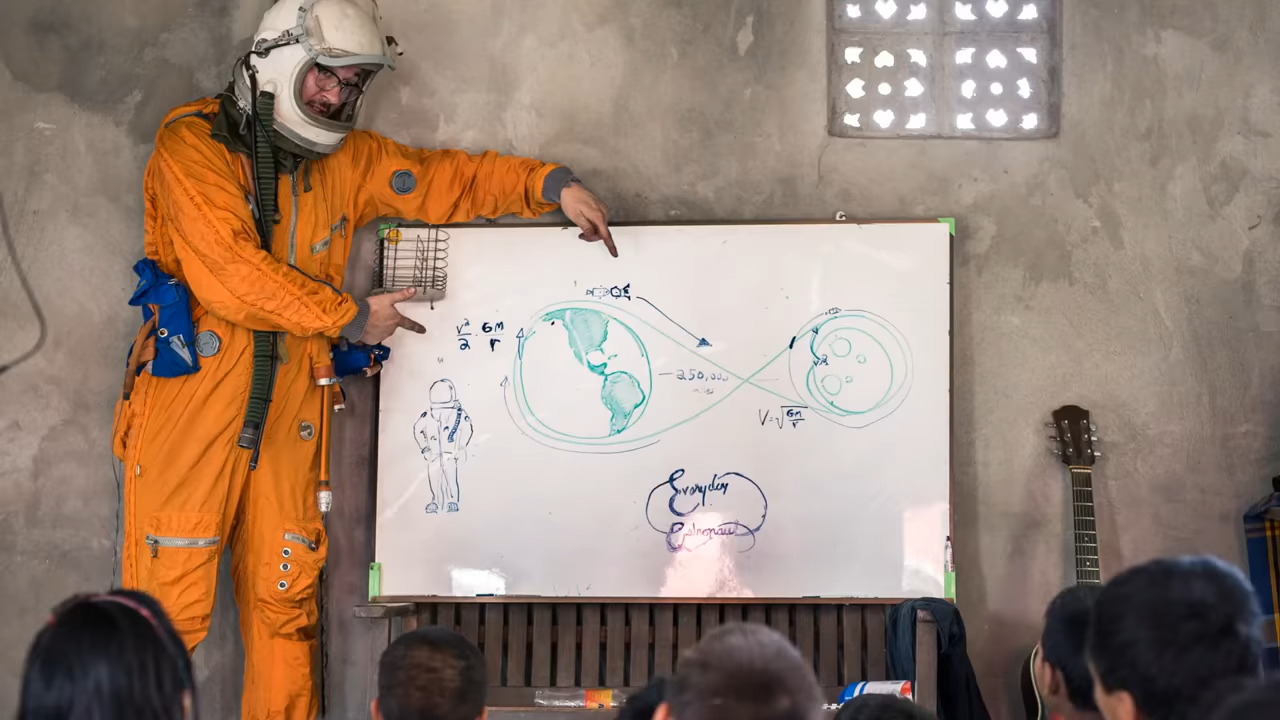 v²/2 · GM/r
250,000
V=√GM/r
Everyday
Astronaut